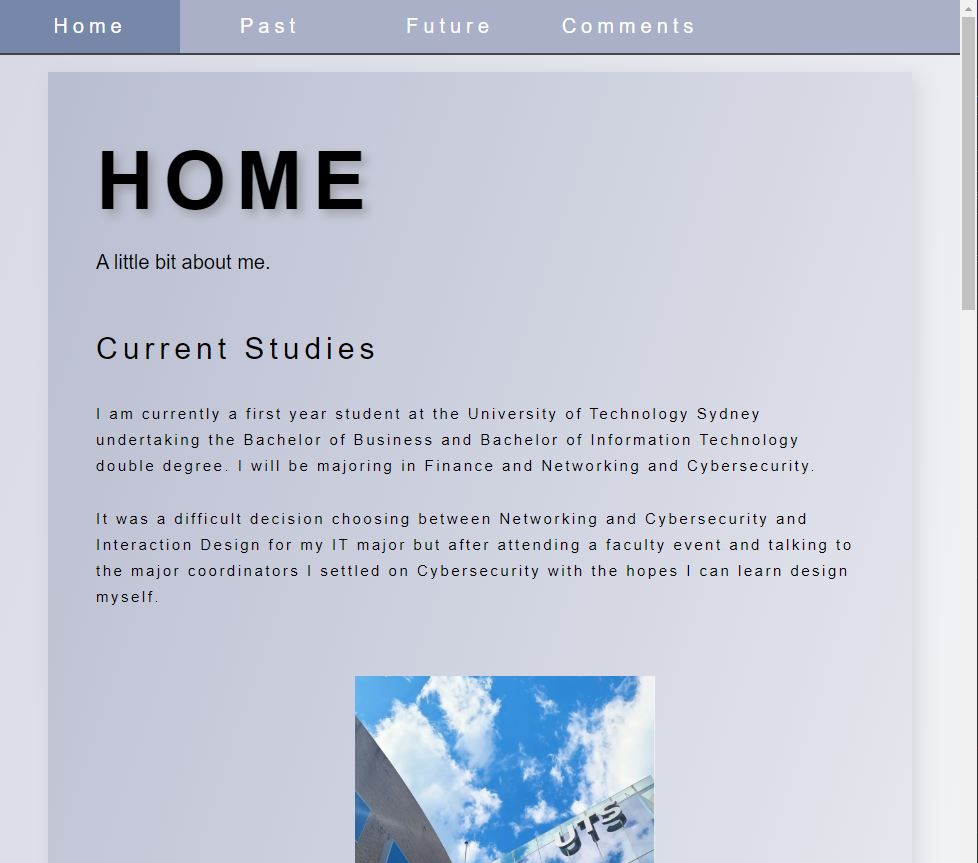 Home Past Future Comments
HOME
A little bit about me.
Current Studies
I am currently a first year student at the University of Technology Sydney
undertaking the Bachelor of Business and Bachelor of Information Technology
double degree. I will be majoring in Finance and Networking and Cybersecurity.
It was a difficult decision choosing between Networking and Cybersecurity and
Interaction Design for my IT major but after attending a faculty event and talking to
the major coordinators I settled on Cybersecurity with the hopes I can learn design
myself.
UTS